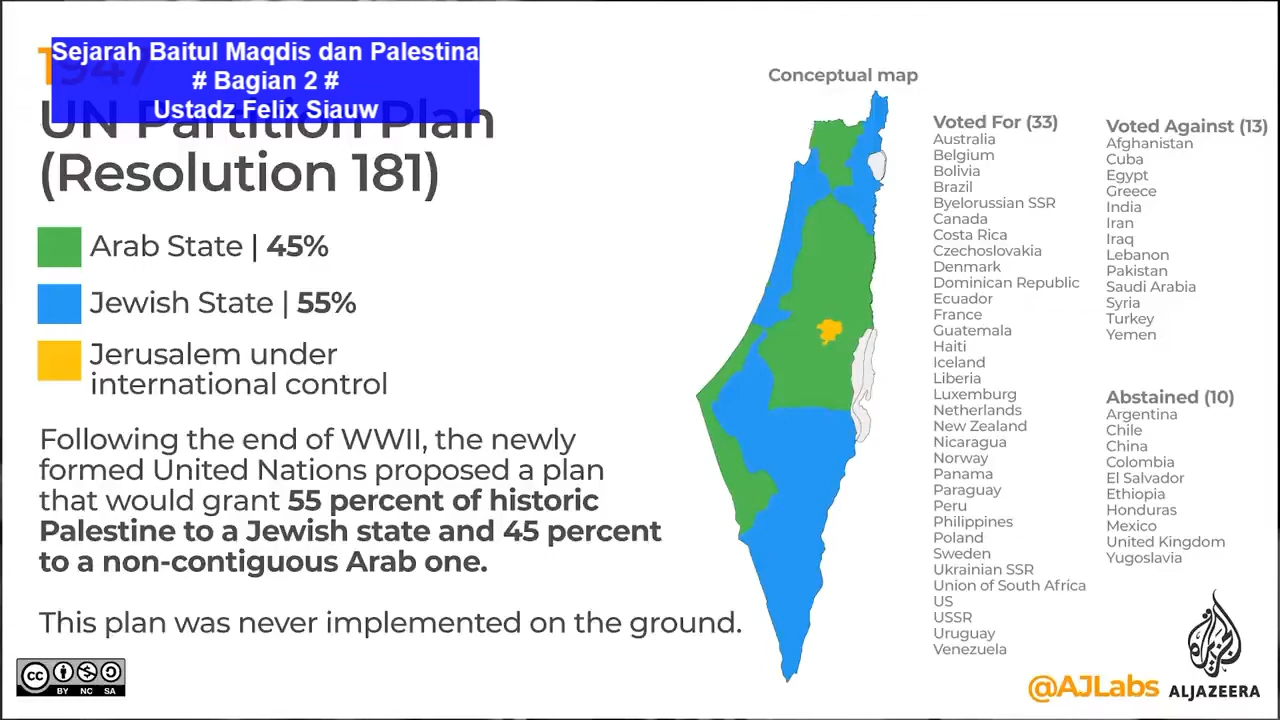 Sejarah Baitul Maqdis dan Palestina
# Bagian 2 #
Ustadz Felix Siauw
1947
UN Partition Plan
(Resolution 181)
Arab State | 45%
Jewish State | 55%
Jerusalem under
international control
Following the end of WWII, the newly
formed United Nations proposed a plan
that would grant 55 percent of historic
Palestine to a Jewish state and 45 percent
to a non-contiguous Arab one.
This plan was never implemented on the ground.
cc
BY NC SA
Conceptual map
Voted For (33)
Australia
Belgium
Bolivia
Brazil
Byelorussian SSR
Canada
Costa Rica
Czechoslovakia
Denmark
Dominican Republic
Ecuador
France
Guatemala
Haiti
Iceland
Liberia
Luxemburg
Netherlands
New Zealand
Nicaragua
Norway
Panama
Paraguay
Peru
Philippines
Poland
Sweden
Ukrainian SSR
Union of South Africa
US
USSR
Uruguay
Venezuela
Voted Against (13)
Afghanistan
Cuba
Egypt
Greece
India
Iran
Iraq
Lebanon
Pakistan
Saudi Arabia
Syria
Turkey
Yemen
Abstained (10)
Argentina
Chile
China
Colombia
El Salvador
Ethiopia
Honduras
Mexico
United Kingdom
Yugoslavia
@AJLabs
ALJAZEERA